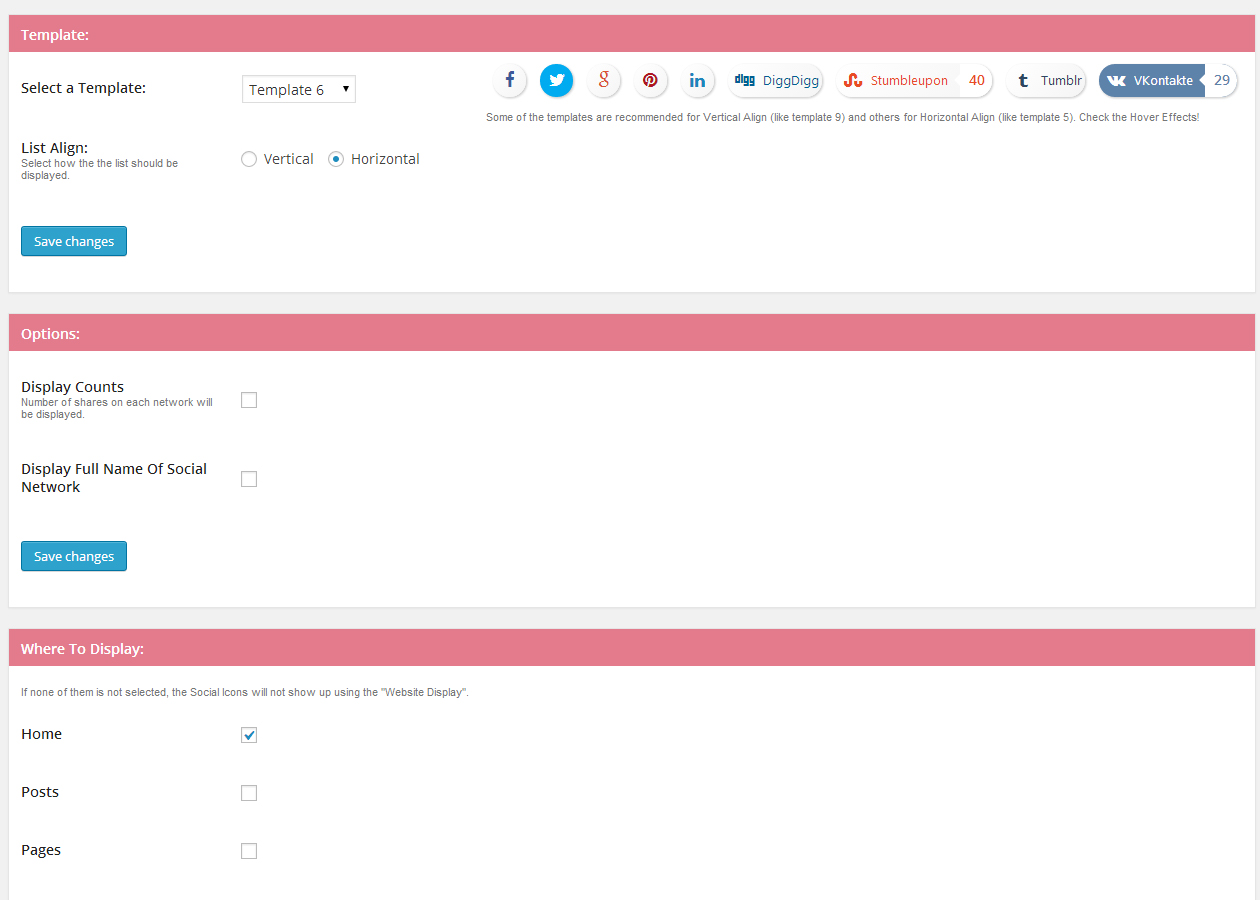 Template:
Select a Template:
Template 6
digg DiggDigg
Stumbleupon 40
Tumblr
VKontakte 29
Some of the templates are recommended for Vertical Align (like template 9) and others for Horizontal Align (like template 5). Check the Hover Effects!
List Align:
Select how the the list should be
displayed.
Vertical
Horizontal
Save changes
Options:
Display Counts
Number of shares on each network will
be displayed.
Display Full Name Of Social
Network
Save changes
Where To Display:
If none of them is not selected, the Social Icons will not show up using the "Website Display".
Home
Posts
Pages